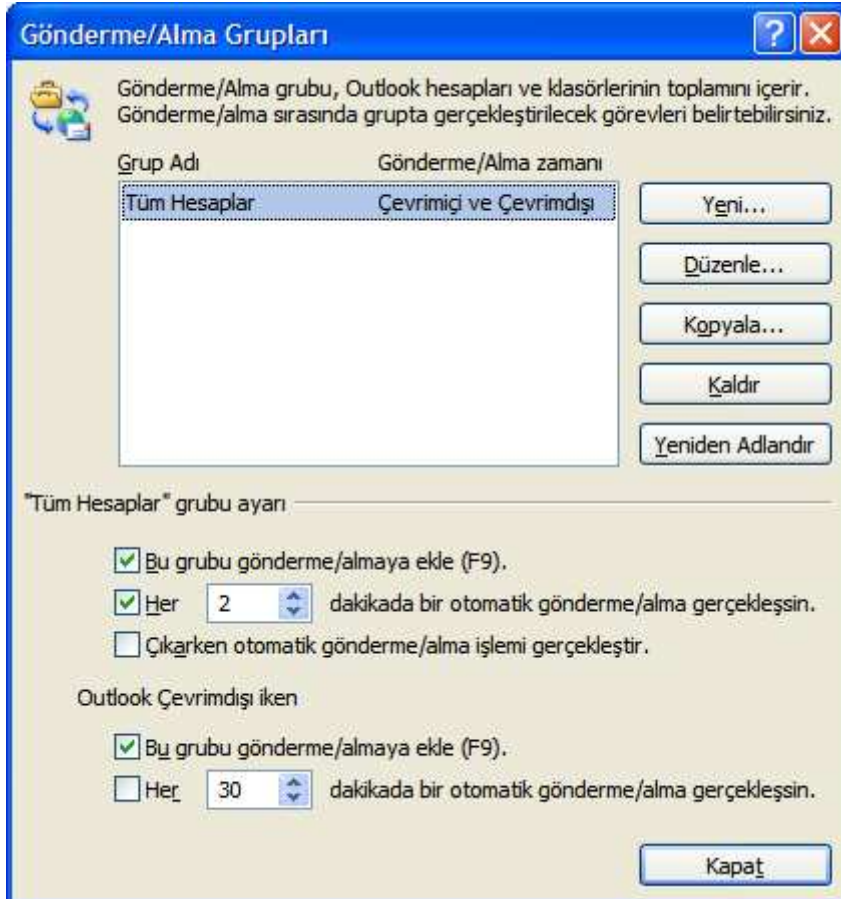 Gönderme/Alma Grupları
Gönderme/Alma grubu, Outlook hesapları ve klasörlerinin toplamını içerir.
Gönderme/alma sırasında grupta gerçekleştirilecek görevleri belirtebilirsiniz.
Grup Adı Gönderme/Alma zamanı
Tüm Hesaplar Çevrimiçi ve Çevrimdışı
Yeni...
Düzenle...
Kopyala...
Kaldır
Yeniden Adlandır
"Tüm Hesaplar" grubu ayarı
Bu grubu gönderme/almaya ekle (F9).
Her 2 dakikada bir otomatik gönderme/alma gerçekleşsin.
Çıkarken otomatik gönderme/alma işlemi gerçekleştir.
Outlook Çevrimdışı iken
Bu grubu gönderme/almaya ekle (F9).
Her 30 dakikada bir otomatik gönderme/alma gerçekleşsin.
Kapat